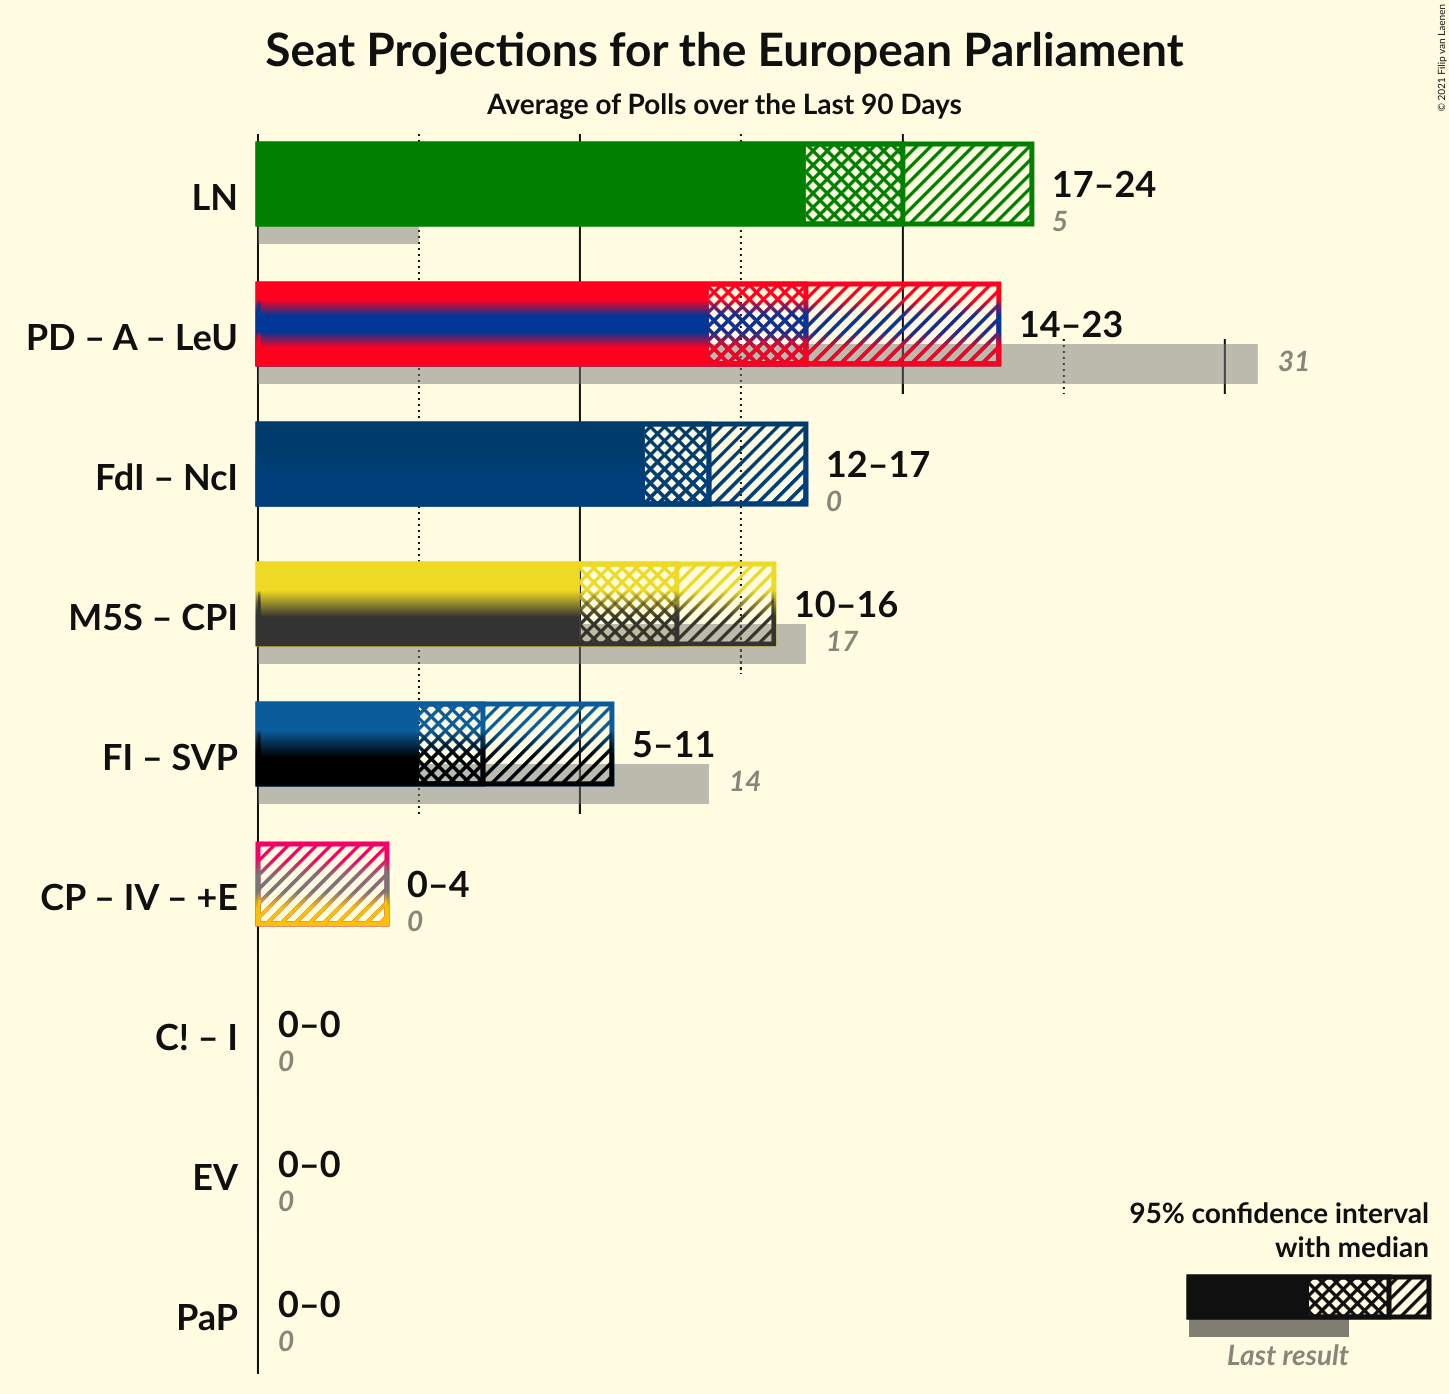 Seat Projections for the European Parliament
Average of Polls over the Last 90 Days
© 2021 Filip van Laenen
LN
17–24
5
PD – A – LeU
14–23
31
FdI – NcI
12–17
0
M5S – CPI
10–16
17
FI – SVP
5–11
14
CP – IV – +E
0–4
0
C! – I
0–0
0
EV
0–0
0
PaP
0–0
0
95% confidence interval
with median
Last result